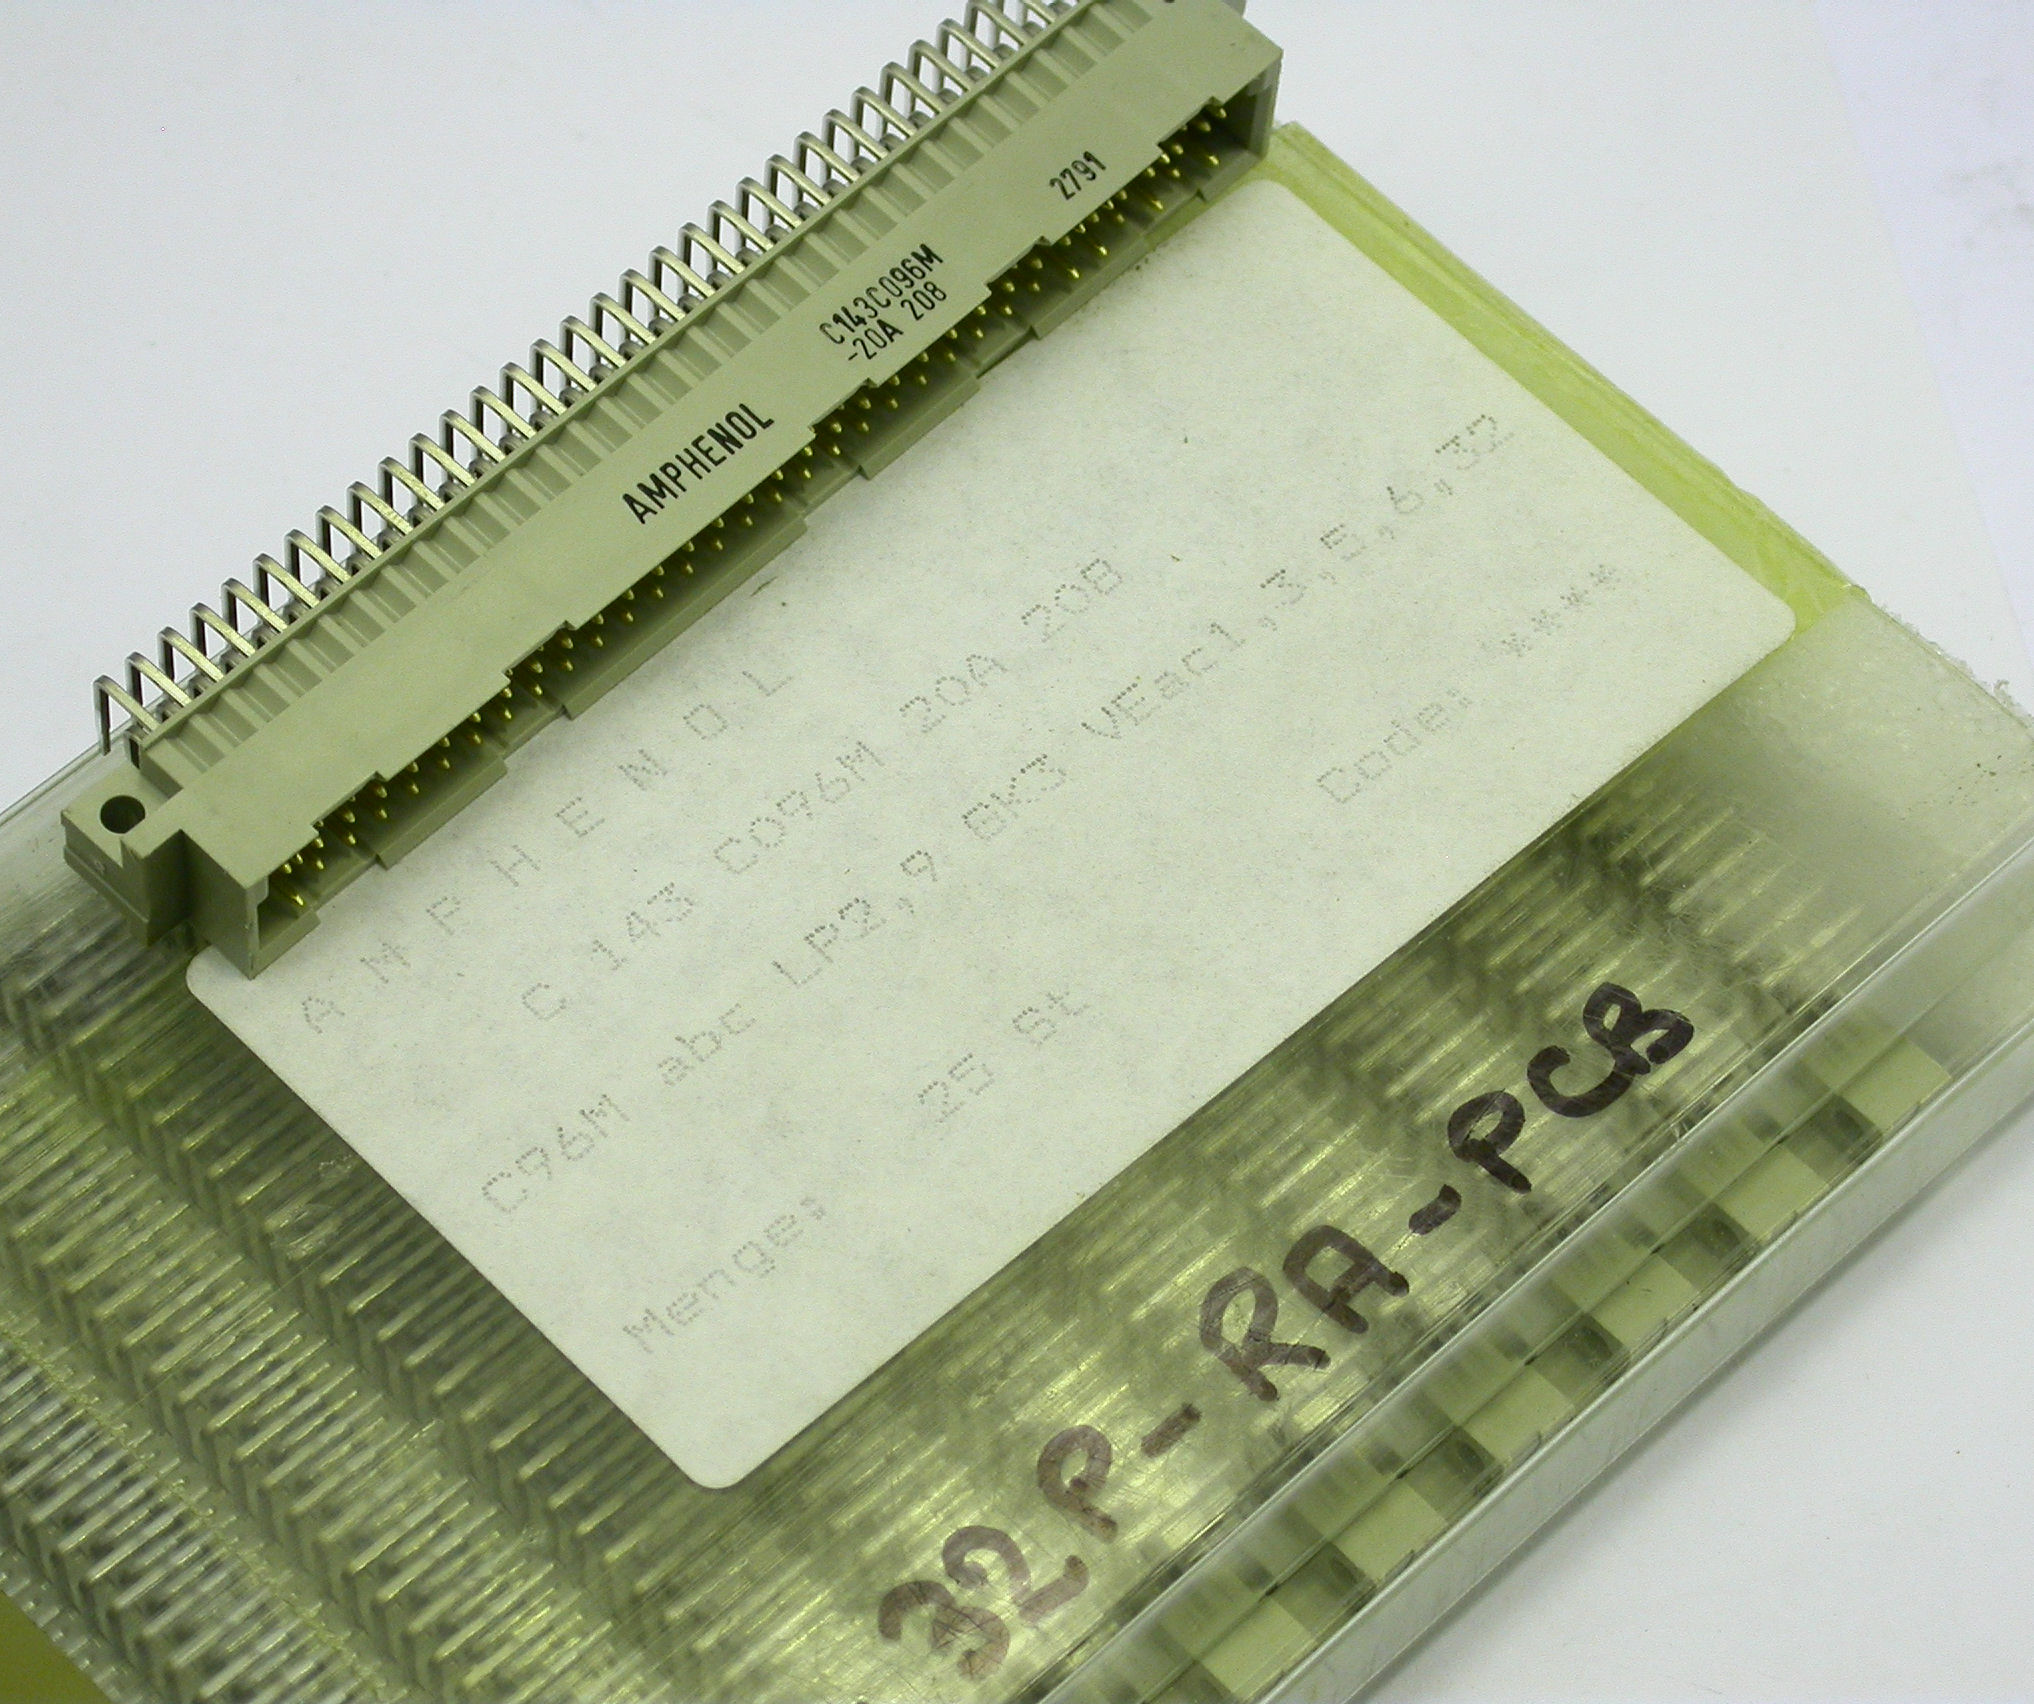 AMPHENOL
C143C096M
-20A 208
2791
A M P H E N O L
C 143 C096M 20A 208
C96M abc LP2,9 BKS VEac1,3,5,6,32
Menge: 25 St Code: ****
32P-RA-PCB